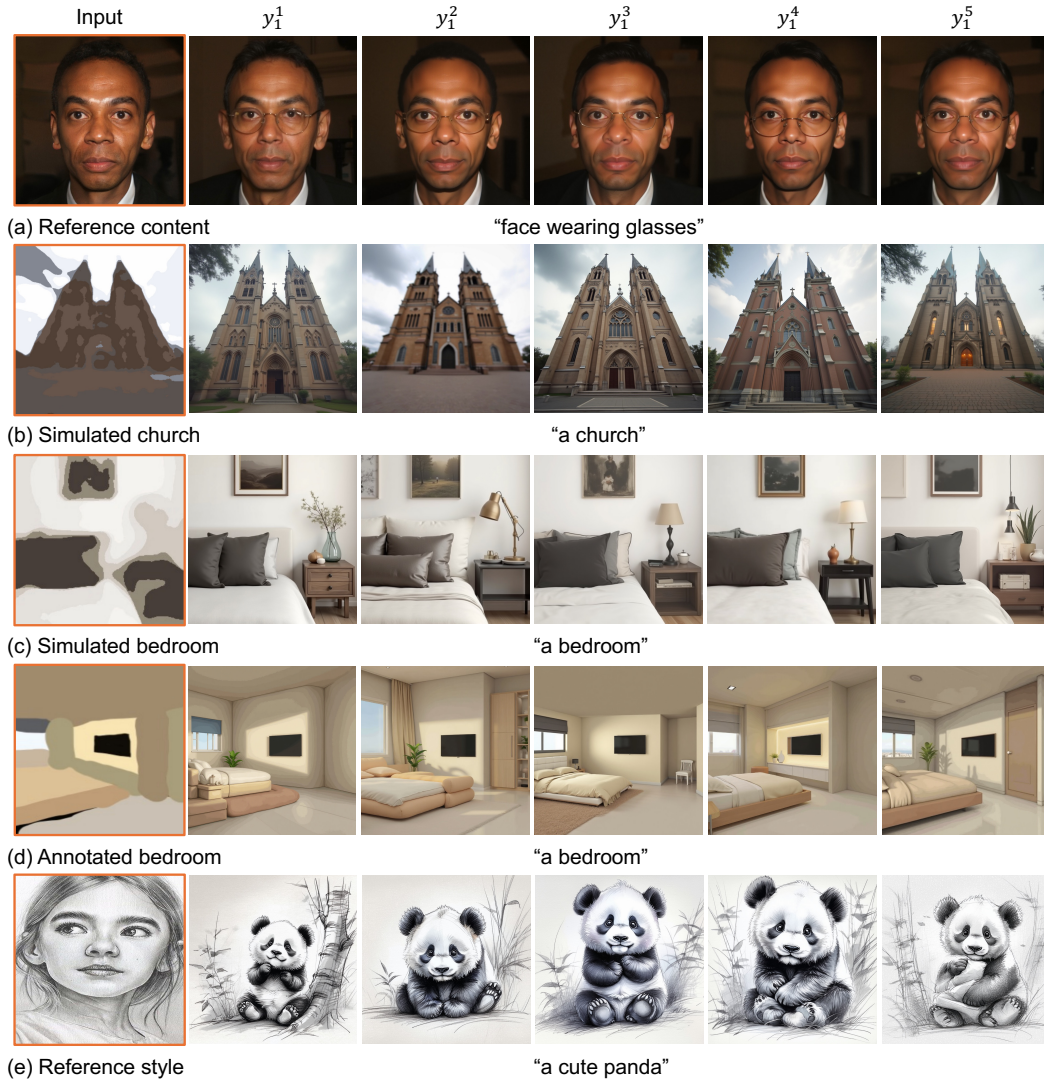 Input y₁¹ y₁² y₁³ y₁⁴ y₁⁵
(a) Reference content “face wearing glasses”
(b) Simulated church “a church”
(c) Simulated bedroom “a bedroom”
(d) Annotated bedroom “a bedroom”
(e) Reference style “a cute panda”